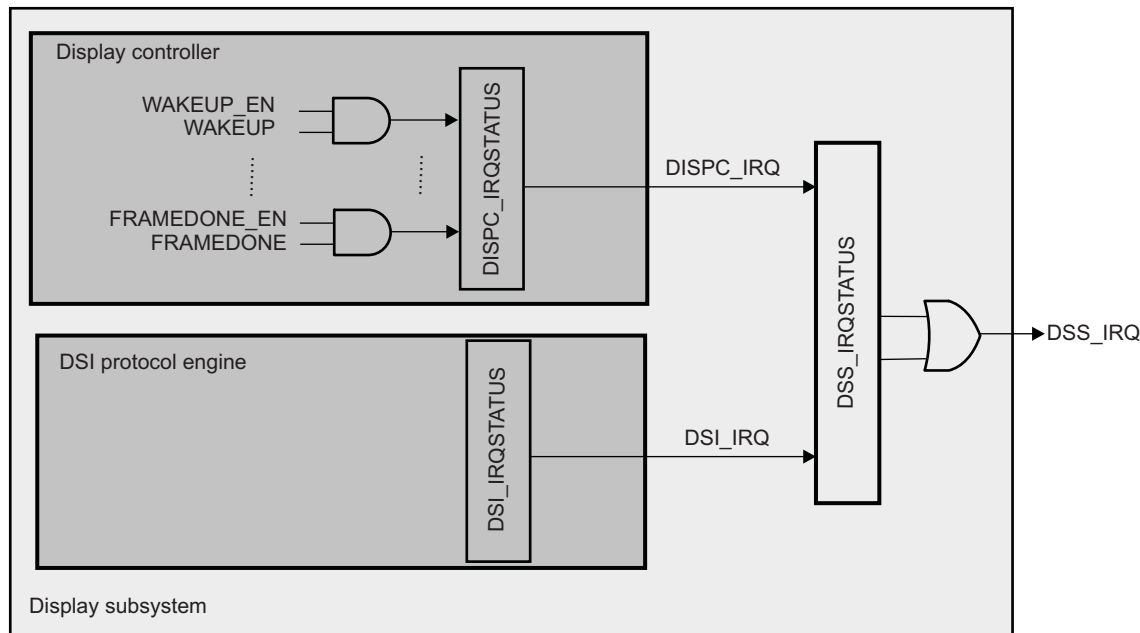 Display controller
WAKEUP_EN
WAKEUP
FRAMEDONE_EN
FRAMEDONE
DISPC_IRQSTATUS
DISPC_IRQ
DSS_IRQSTATUS
DSS_IRQ
DSI protocol engine
DSI_IRQSTATUS
DSI_IRQ
Display subsystem